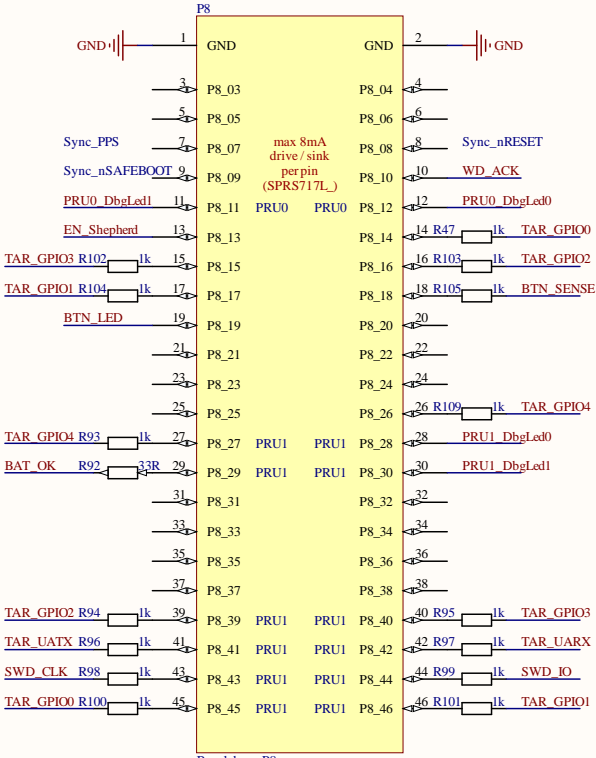 P8
GND 1 GND GND 2 GND
3 P8_03 P8_04 4
5 P8_05 P8_06 6
Sync_PPS 7 P8_07 P8_08 8 Sync_nRESET
max 8mA
drive / sink
per pin
(SPRS717L_)
Sync_nSAFEBOOT 9 P8_09 P8_10 10 WD_ACK
PRU0_DbgLed1 11 P8_11 PRU0 PRU0 P8_12 12 PRU0_DbgLed0
EN_Shepherd 13 P8_13 P8_14 14 R47 1k TAR_GPIO0
TAR_GPIO3 R102 1k 15 P8_15 P8_16 16 R103 1k TAR_GPIO2
TAR_GPIO1 R104 1k 17 P8_17 P8_18 18 R105 1k BTN_SENSE
BTN_LED 19 P8_19 P8_20 20
21 P8_21 P8_22 22
23 P8_23 P8_24 24
25 P8_25 P8_26 26 R109 1k TAR_GPIO4
TAR_GPIO4 R93 1k 27 P8_27 PRU1 PRU1 P8_28 28 PRU1_DbgLed0
BAT_OK R92 33R 29 P8_29 PRU1 PRU1 P8_30 30 PRU1_DbgLed1
31 P8_31 P8_32 32
33 P8_33 P8_34 34
35 P8_35 P8_36 36
37 P8_37 P8_38 38
TAR_GPIO2 R94 1k 39 P8_39 PRU1 PRU1 P8_40 40 R95 1k TAR_GPIO3
TAR_UATX R96 1k 41 P8_41 PRU1 PRU1 P8_42 42 R97 1k TAR_UARX
SWD_CLK R98 1k 43 P8_43 PRU1 PRU1 P8_44 44 R99 1k SWD_IO
TAR_GPIO0 R100 1k 45 P8_45 PRU1 PRU1 P8_46 46 R101 1k TAR_GPIO1